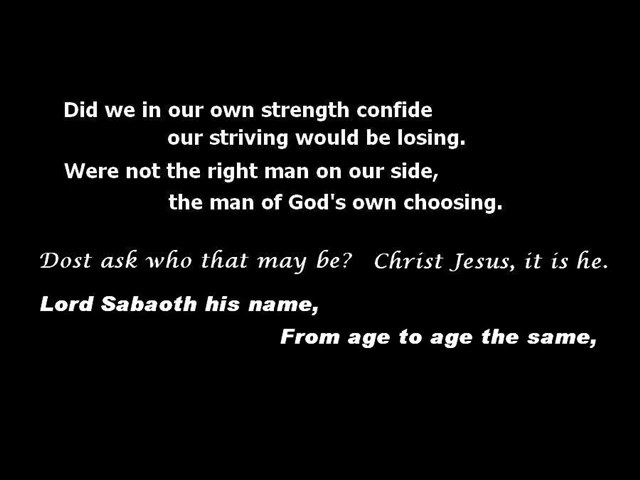 Did we in our own strength confide
our striving would be losing.
Were not the right man on our side,
the man of God's own choosing.
Dost ask who that may be? Christ Jesus, it is he.
Lord Sabaoth his name,
From age to age the same,